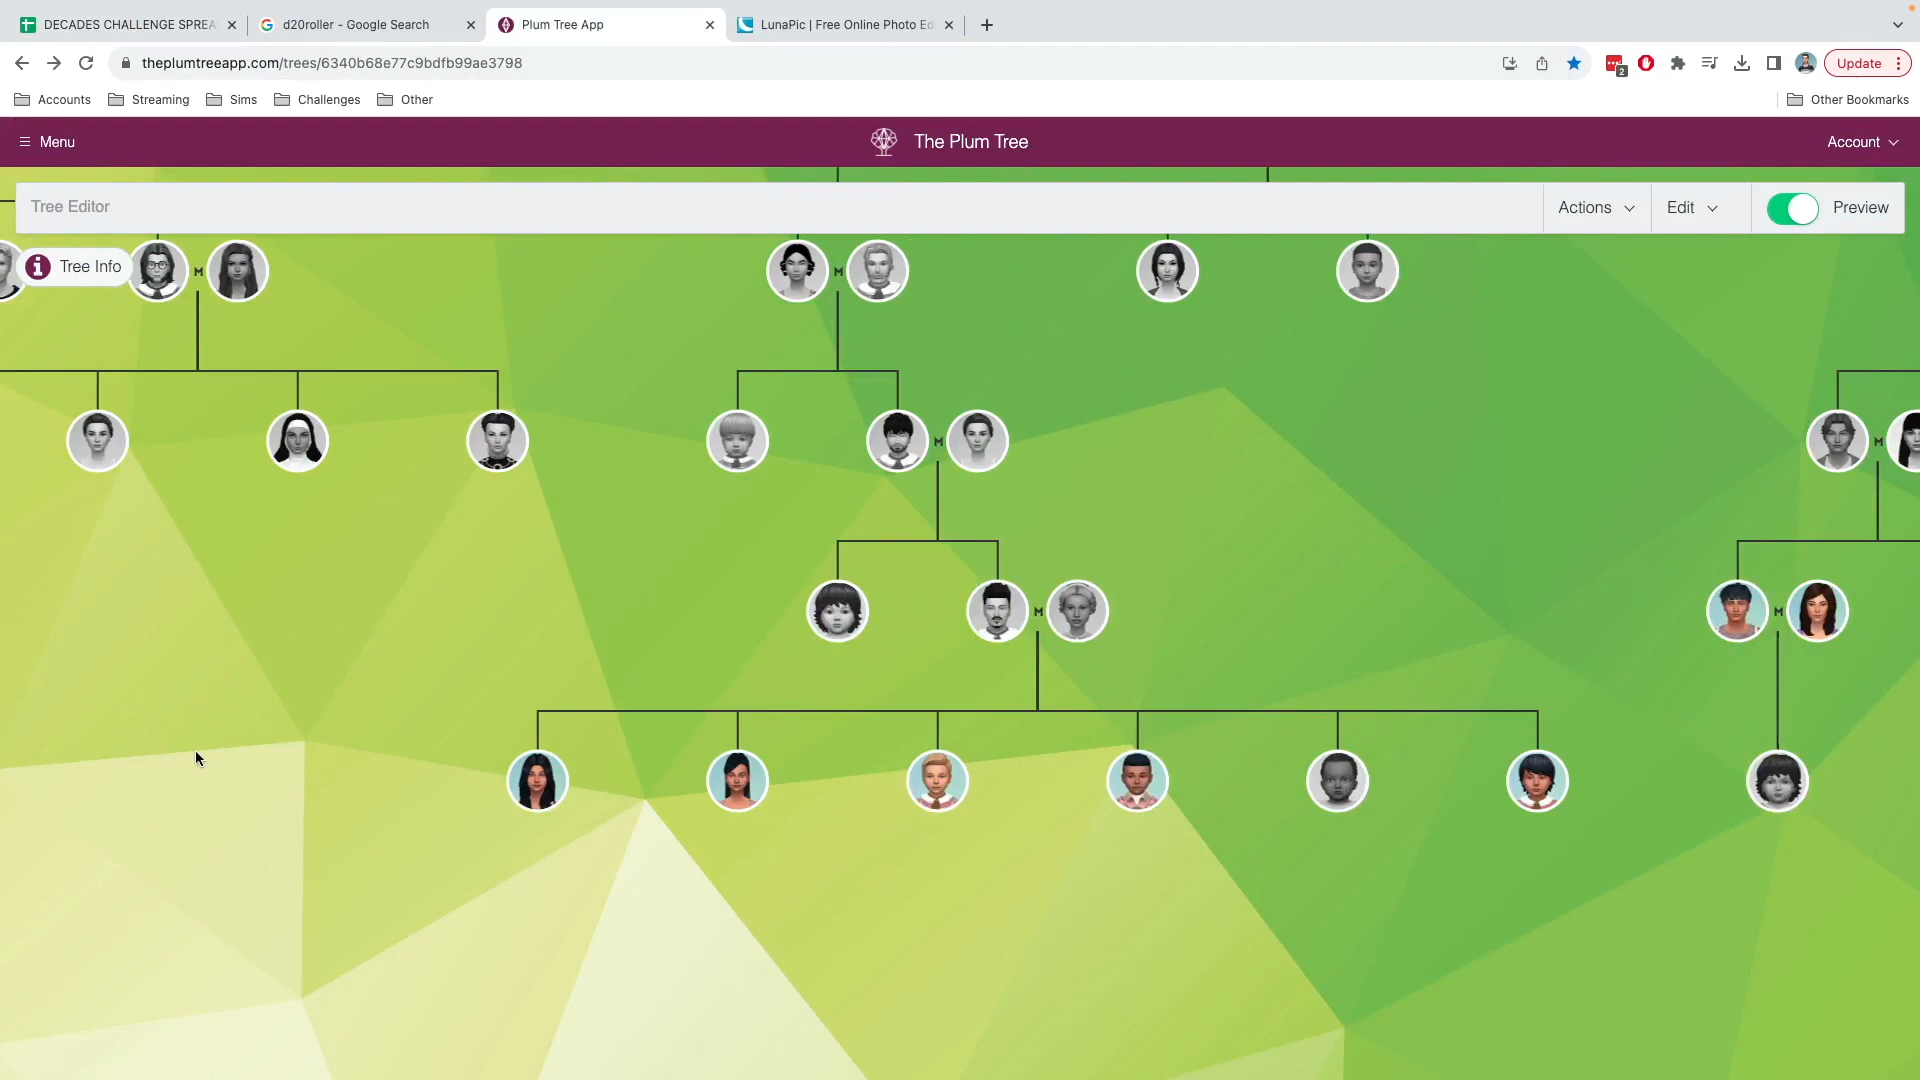 DECADES CHALLENGE SPREA
d20roller - Google Search
Plum Tree App
LunaPic | Free Online Photo Ed
theplumtreeapp.com/trees/6340b68e77c9bdfb99ae3798
2
Update
Accounts
Streaming
Sims
Challenges
Other
Other Bookmarks
Menu
The Plum Tree
Account
Tree Editor
Actions
Edit
Preview
Tree Info
M
M
M
M
M
M